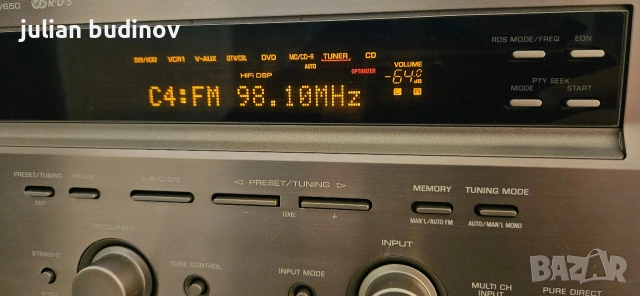 /650 R·D·S
julian budinov
DVR/VCR2 VCR1 V-AUX DTV/CBL DVD MD/CD-R TUNER CD
AUTO OPTIMIZER VOLUME
HiFi DSP -64.0 dB
C4:FM 98.10MHz
C R
RDS MODE/FREQ EON
PTY SEEK
MODE START
PRESET/TUNING A/B/C/D/E ◁ PRESET/TUNING ▷ MEMORY TUNING MODE
EDIT − LEVEL + MAN'L/AUTO FM AUTO/MAN'L MONO
PROGRAM INPUT
STRAIGHT TONE CONTROL INPUT MODE MULTI CH INPUT PURE DIRECT
BAZAR